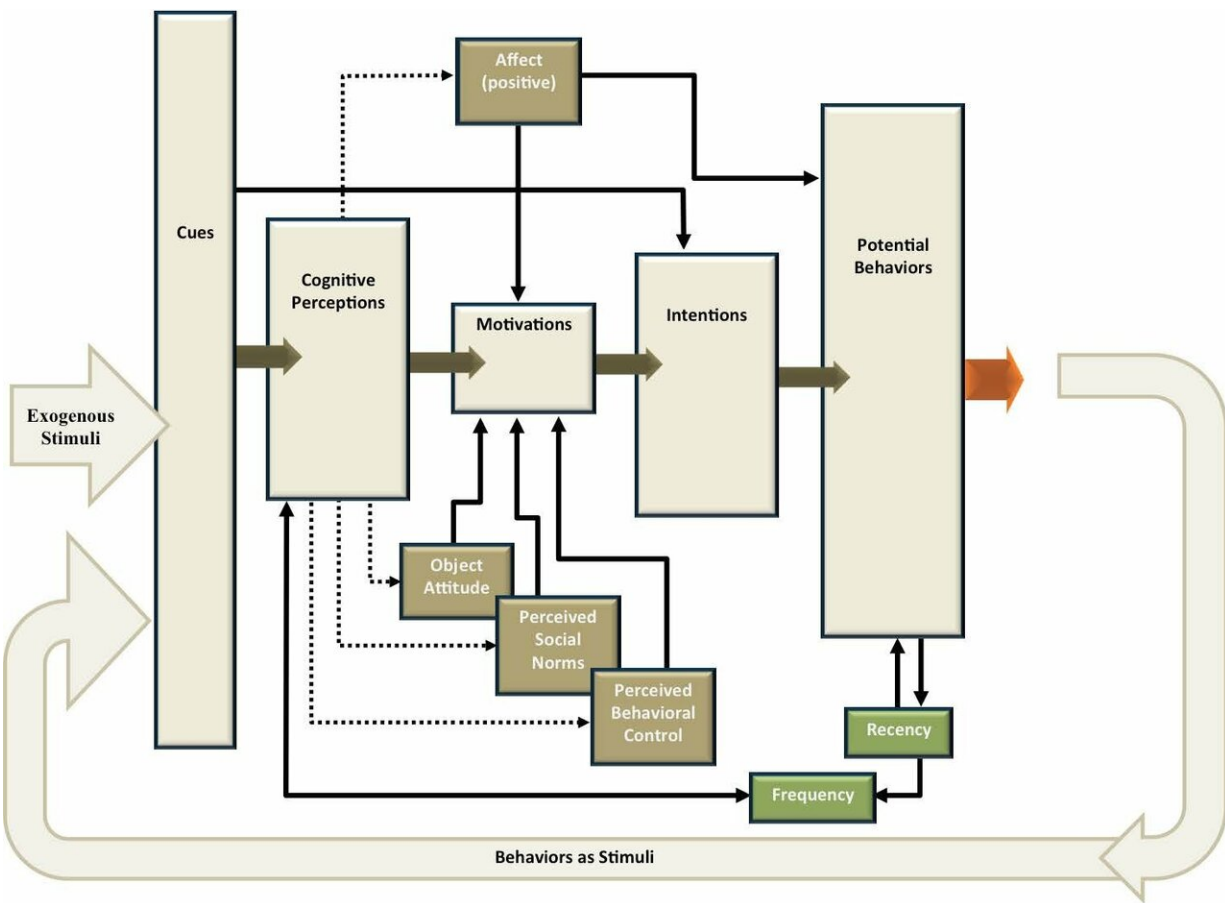 Affect
(positive)
Cues
Cognitive
Perceptions
Motivations
Intentions
Potential
Behaviors
Exogenous
Stimuli
Object
Attitude
Perceived
Social
Norms
Perceived
Behavioral
Control
Recency
Frequency
Behaviors as Stimuli